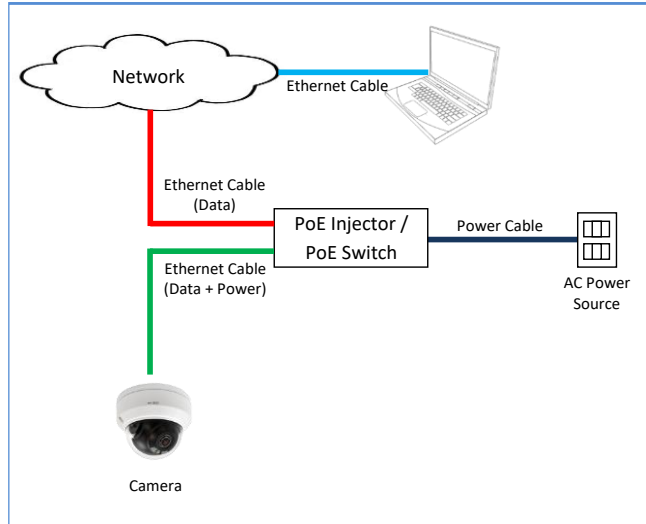 Network
Ethernet Cable
Ethernet Cable
(Data)
PoE Injector /
PoE Switch
Power Cable
Ethernet Cable
(Data + Power)
AC Power
Source
Camera